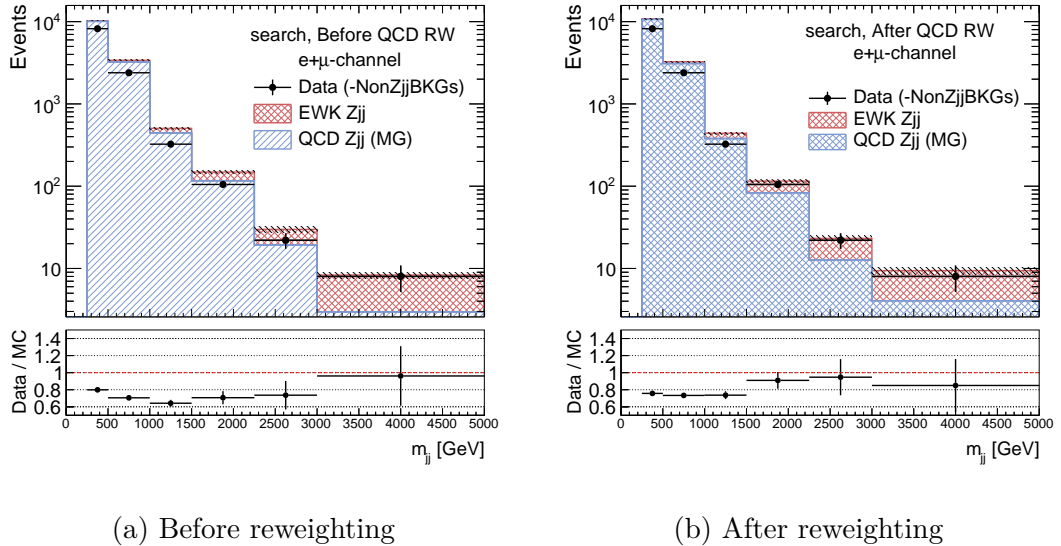 Events
10⁴
10³
10²
10
search, Before QCD RW
e+μ-channel
Data (-NonZjjBKGs)
EWK Zjj
QCD Zjj (MG)
Data / MC
1.4
1.2
1
0.8
0.6
0 500 1000 1500 2000 2500 3000 3500 4000 4500 5000
m_jj [GeV]
(a) Before reweighting
Events
10⁴
10³
10²
10
search, After QCD RW
e+μ-channel
Data (-NonZjjBKGs)
EWK Zjj
QCD Zjj (MG)
Data / MC
1.4
1.2
1
0.8
0.6
0 500 1000 1500 2000 2500 3000 3500 4000 4500 5000
m_jj [GeV]
(b) After reweighting